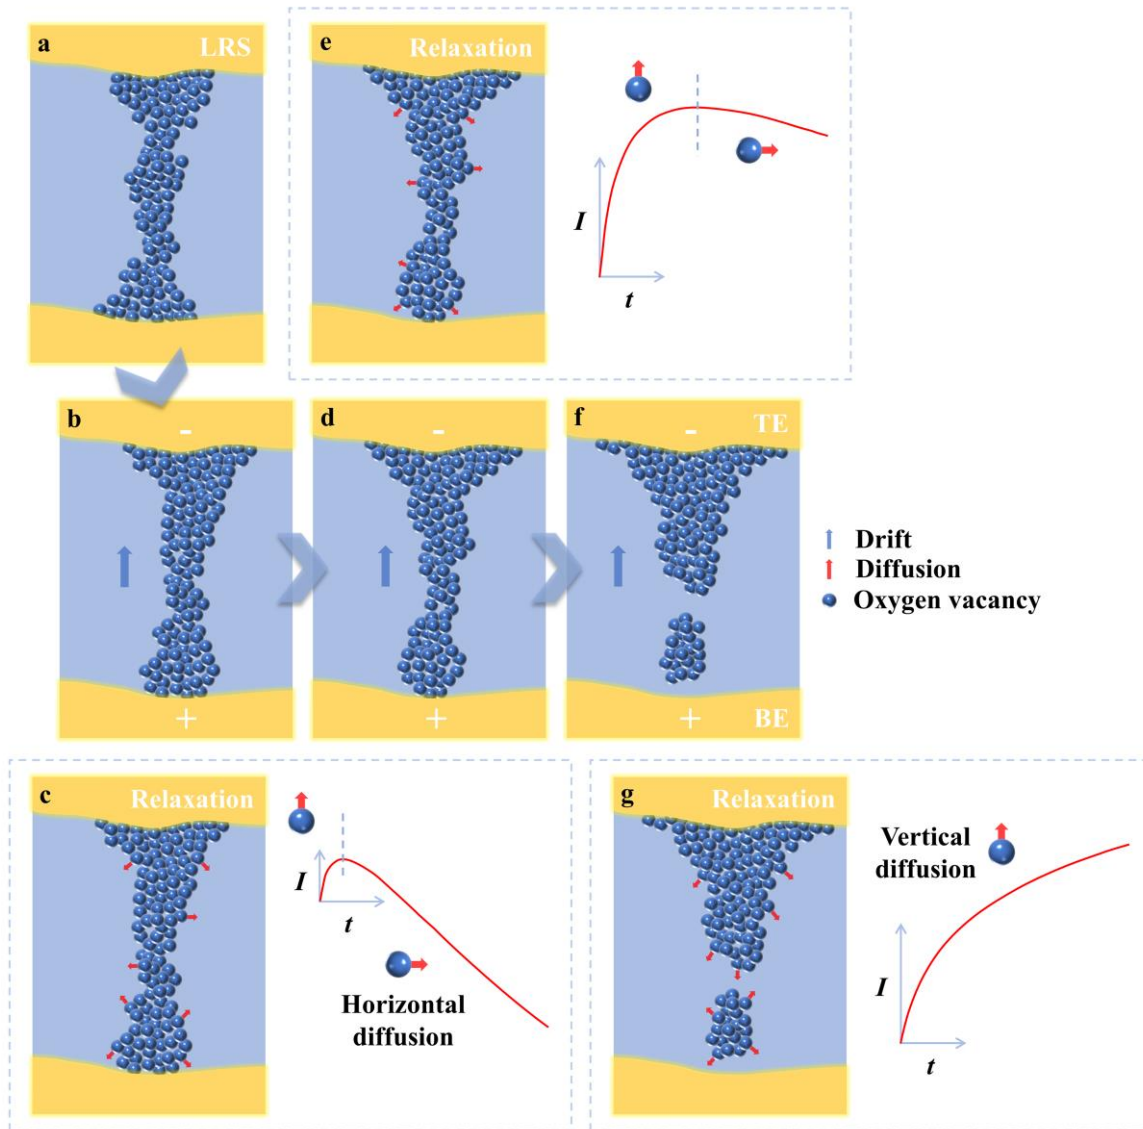 a
LRS
e
Relaxation
I
t
b
-
+
d
-
+
f
-
TE
+
BE
Drift
Diffusion
Oxygen vacancy
c
Relaxation
I
t
Horizontal
diffusion
g
Relaxation
Vertical
diffusion
I
t